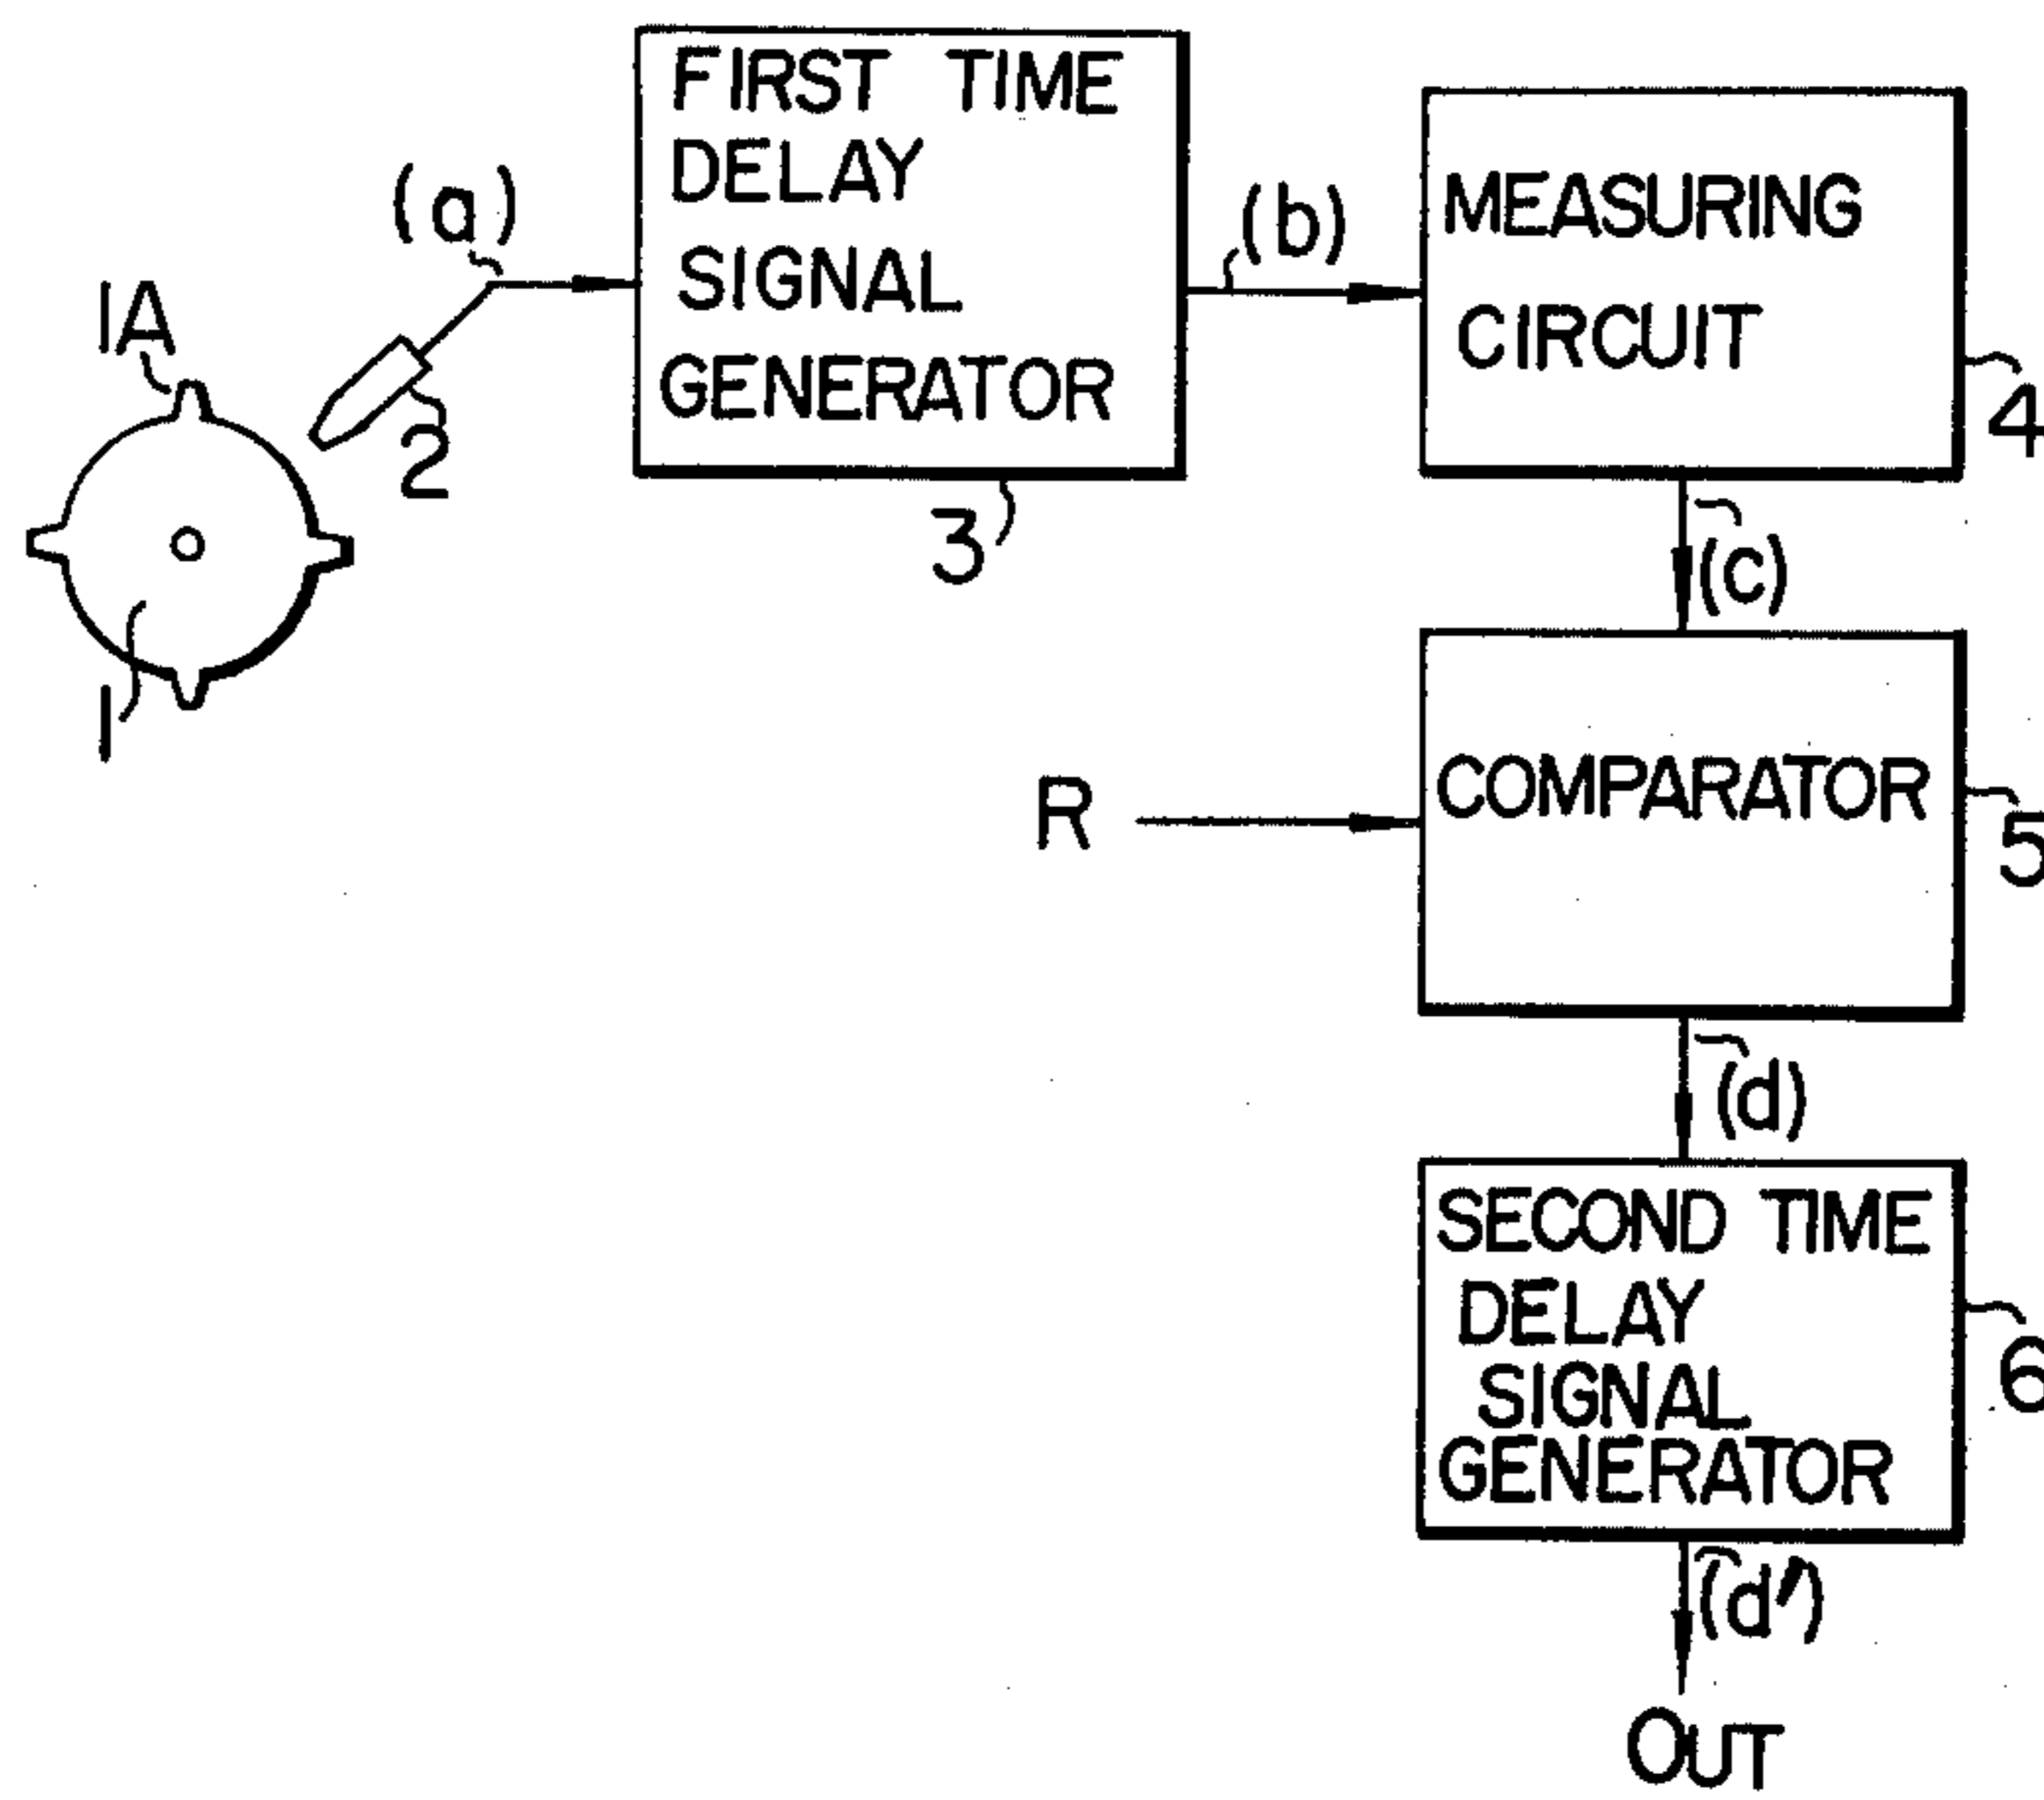 1A
1
(a)
2
FIRST TIME
DELAY
SIGNAL
GENERATOR
3
(b)
MEASURING
CIRCUIT
4
(c)
R
COMPARATOR
5
(d)
SECOND TIME
DELAY
SIGNAL
GENERATOR
6
(d')
OUT